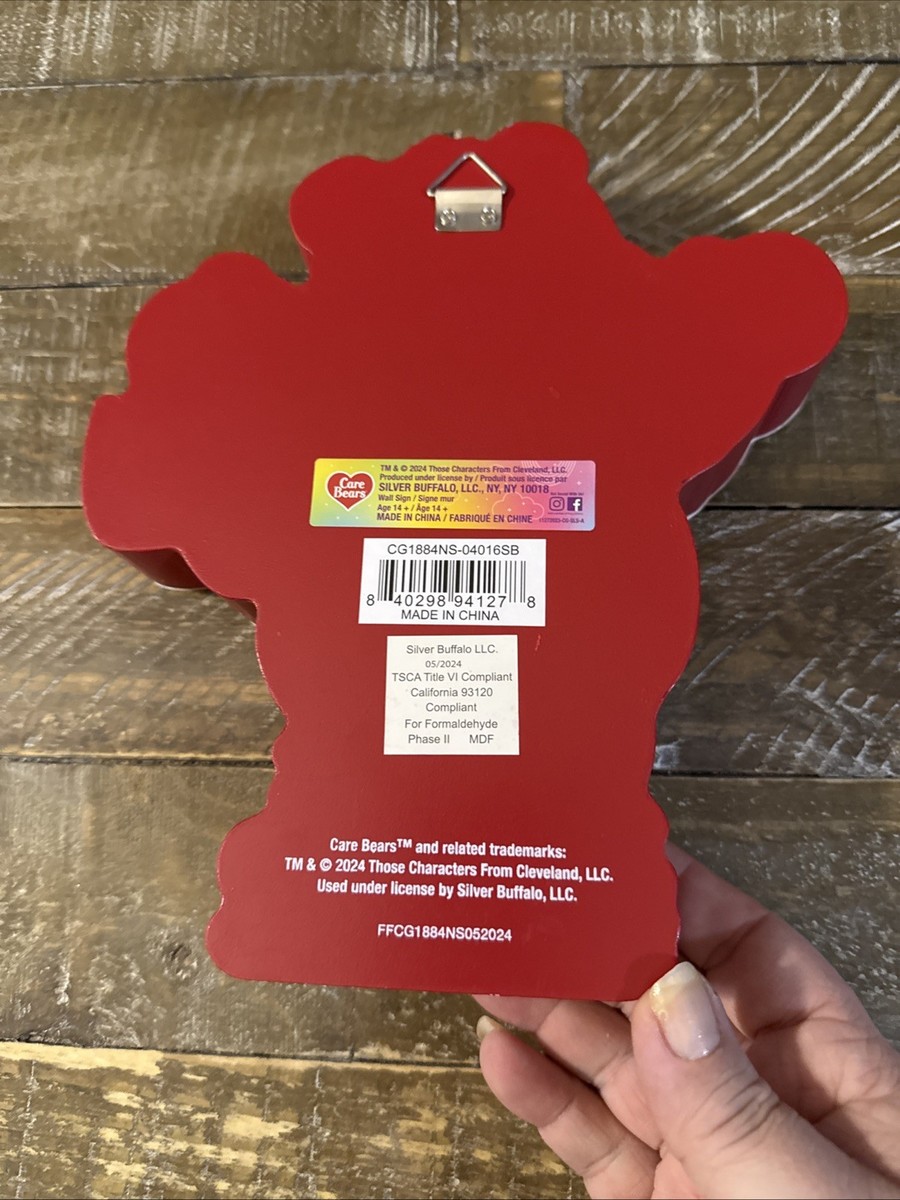 Care
Bears
TM & © 2024 Those Characters From Cleveland, LLC.
Produced under license by / Produit sous licence par
SILVER BUFFALO, LLC., NY, NY 10018
Wall Sign / Signe mur
Age 14 + / Âge 14 +
MADE IN CHINA / FABRIQUÉ EN CHINE
CG1884NS-04016SB
8 40298 94127 8
MADE IN CHINA
Silver Buffalo LLC.
05/2024
TSCA Title VI Compliant
California 93120
Compliant
For Formaldehyde
Phase II MDF
Care Bears™ and related trademarks:
TM & © 2024 Those Characters From Cleveland, LLC.
Used under license by Silver Buffalo, LLC.
FFCG1884NS052024